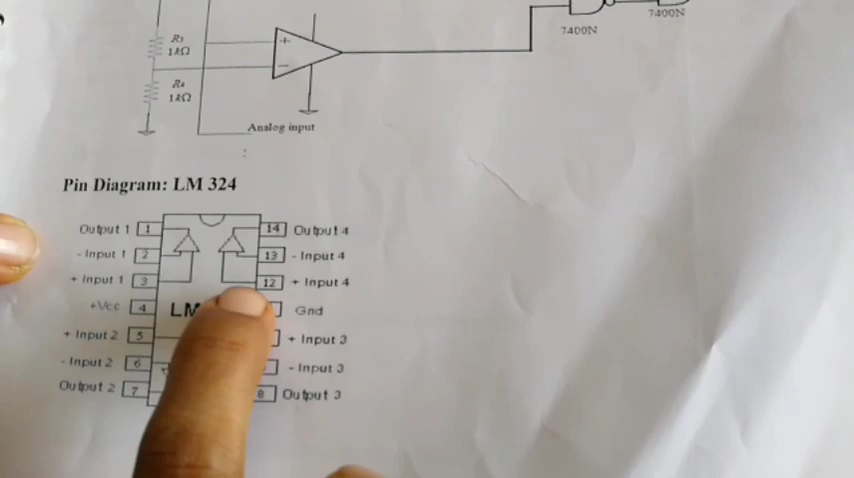 7400N
7400N
R3
1kΩ
+
−
R4
1kΩ
Analog input
Pin Diagram: LM 324
Output 1 1 14 Output 4
- Input 1 2 13 - Input 4
+ Input 1 3 12 + Input 4
+Vcc 4 LM Gnd
+ Input 2 5 + Input 3
- Input 2 6 - Input 3
Output 2 7 8 Output 3